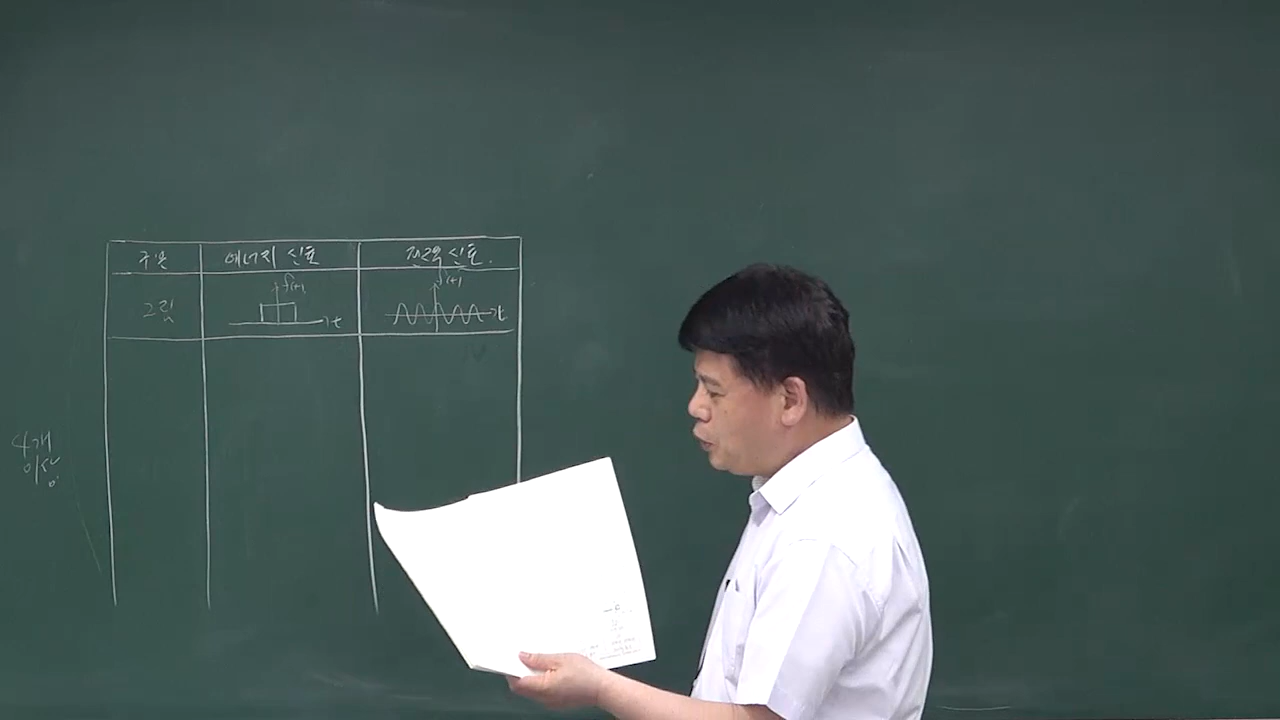 구분 에너지 신호 전력 신호
그림 f(t) t f(t) t
4개
이상